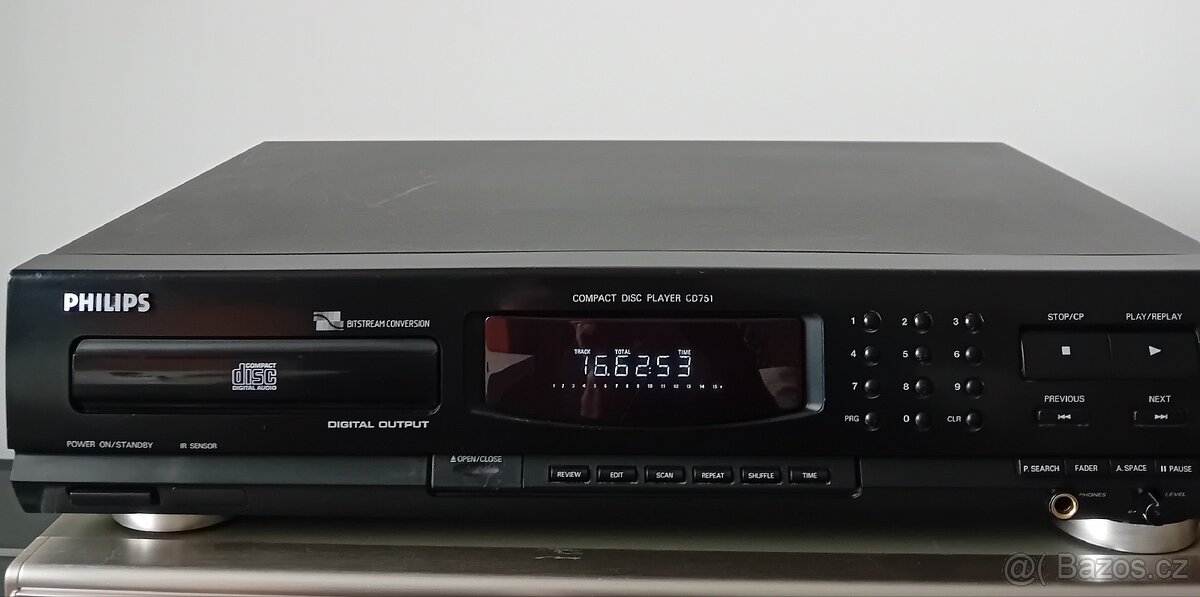 PHILIPS
BITSTREAM CONVERSION
COMPACT
disc
DIGITAL AUDIO
DIGITAL OUTPUT
POWER ON/STANDBY
IR SENSOR
COMPACT DISC PLAYER CD751
TRACK TOTAL TIME
16.62:53
1 2 3 4 5 6 7 8 9 10 11 12 13 14 15+
OPEN/CLOSE
REVIEW EDIT SCAN REPEAT SHUFFLE TIME
1 2 3
4 5 6
7 8 9
PRG 0 CLR
STOP/CP PLAY/REPLAY
PREVIOUS NEXT
P.SEARCH FADER A.SPACE PAUSE
PHONES LEVEL
@( Bazos.cz